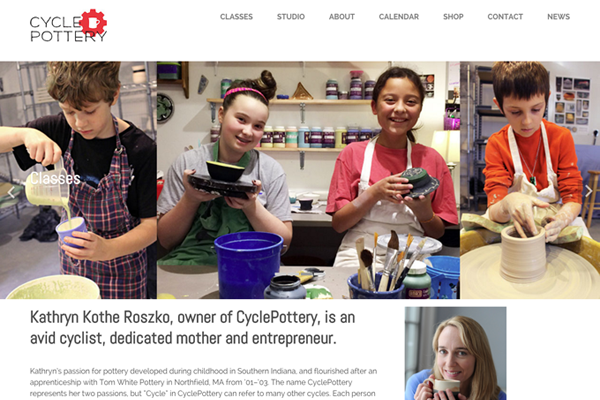 CYCLE
POTTERY
CLASSES STUDIO ABOUT CALENDAR SHOP CONTACT NEWS
Classes
Kathryn Kothe Roszko, owner of CyclePottery, is an
avid cyclist, dedicated mother and entrepreneur.
Kathryn's passion for pottery developed during childhood in Southern Indiana, and flourished after an
apprenticeship with Tom White Pottery in Northfield, MA from '01-'03. The name CyclePottery
represents her two passions, but "Cycle" in CyclePottery can refer to many other cycles. Each person